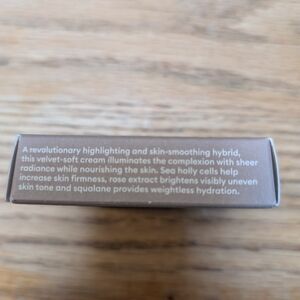 A revolutionary highlighting and skin-smoothing hybrid,
this velvet-soft cream illuminates the complexion with sheer
radiance while nourishing the skin. Sea holly cells help
increase skin firmness, rose extract brightens visibly uneven
skin tone and squalane provides weightless hydration.